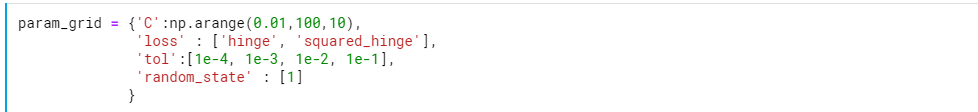 param_grid = {'C':np.arange(0.01,100,10),
'loss' : ['hinge', 'squared_hinge'],
'tol':[1e-4, 1e-3, 1e-2, 1e-1],
'random_state' : [1]
}